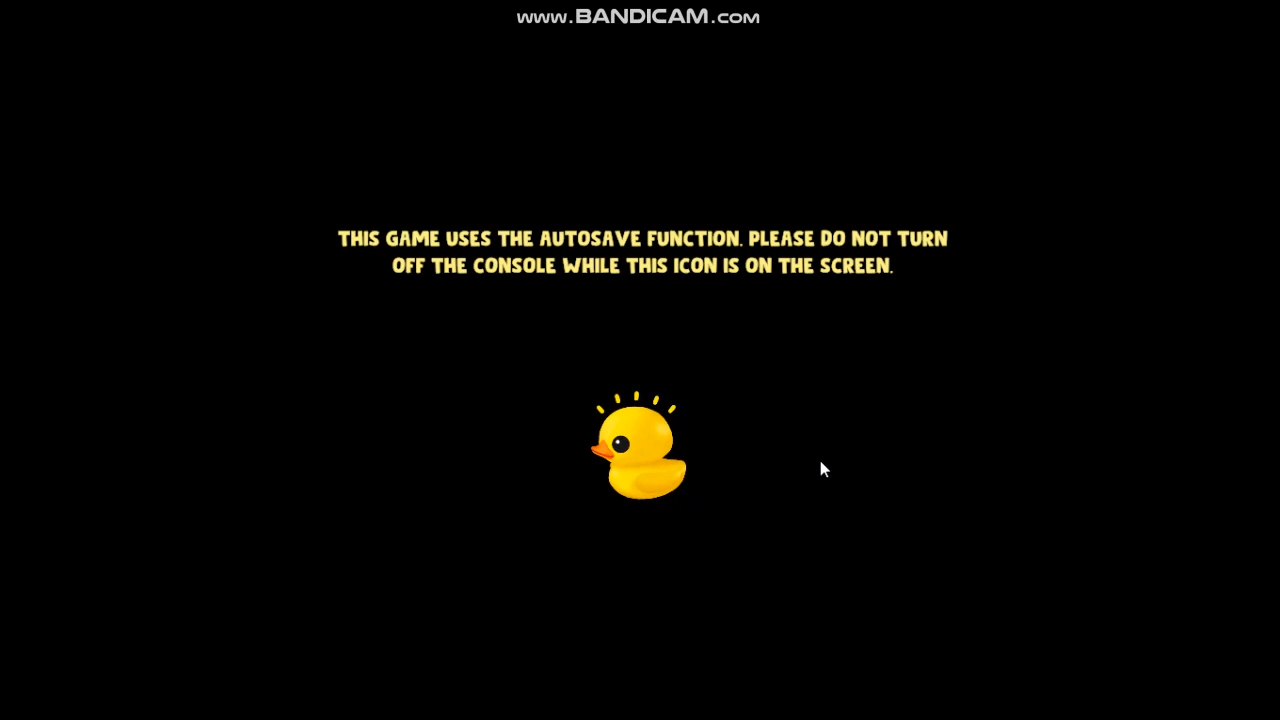 www.BANDICAM.com
THIS GAME USES THE AUTOSAVE FUNCTION. PLEASE DO NOT TURN
OFF THE CONSOLE WHILE THIS ICON IS ON THE SCREEN.